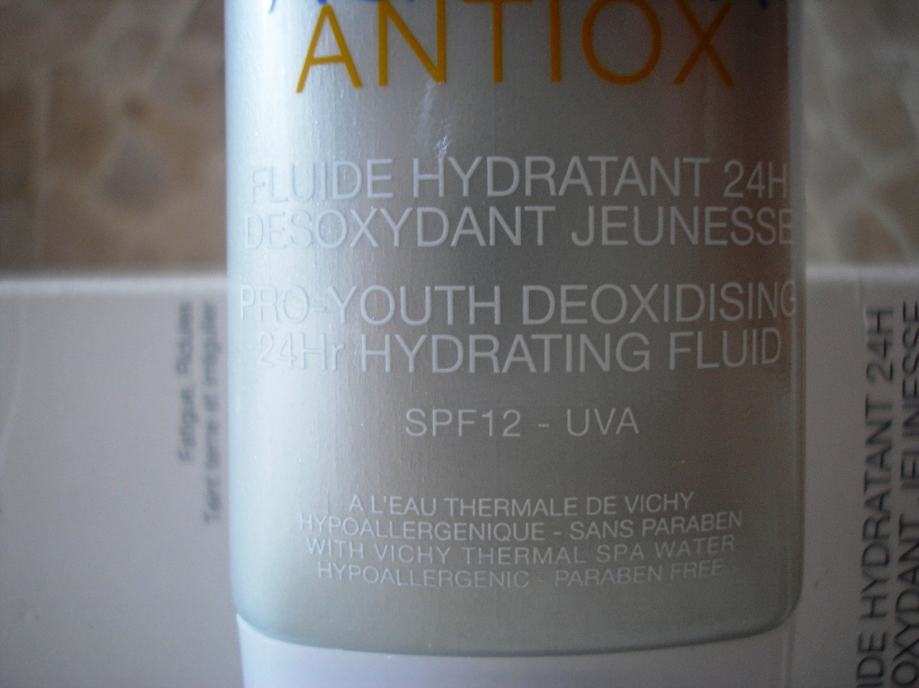 ANTIOX
FLUIDE HYDRATANT 24H
DESOXYDANT JEUNESSE
PRO-YOUTH DEOXIDISING
24Hr HYDRATING FLUID
SPF12 - UVA
A L'EAU THERMALE DE VICHY
HYPOALLERGENIQUE - SANS PARABEN
WITH VICHY THERMAL SPA WATER
HYPOALLERGENIC - PARABEN FREE
Fatigue, Ridules
Teint terne et irrégulier
IDE HYDRATANT 24H
OXYDANT JEUNESSE